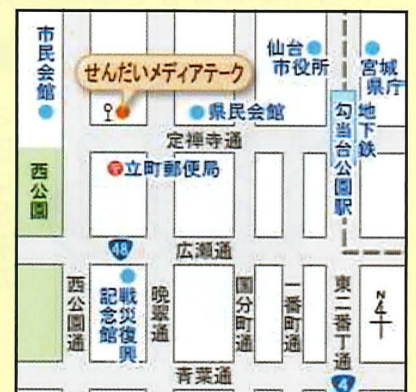 市民会館
せんだいメディアテーク
仙台
市役所
宮城
県庁
県民会館
勾当台公園駅
地下鉄
定禅寺通
西公園
立町郵便局
48
広瀬通
西公園通
戦災復興
記念館
晩翠通
国分町通
一番町通
東二番丁通
N
4
青葉通
4